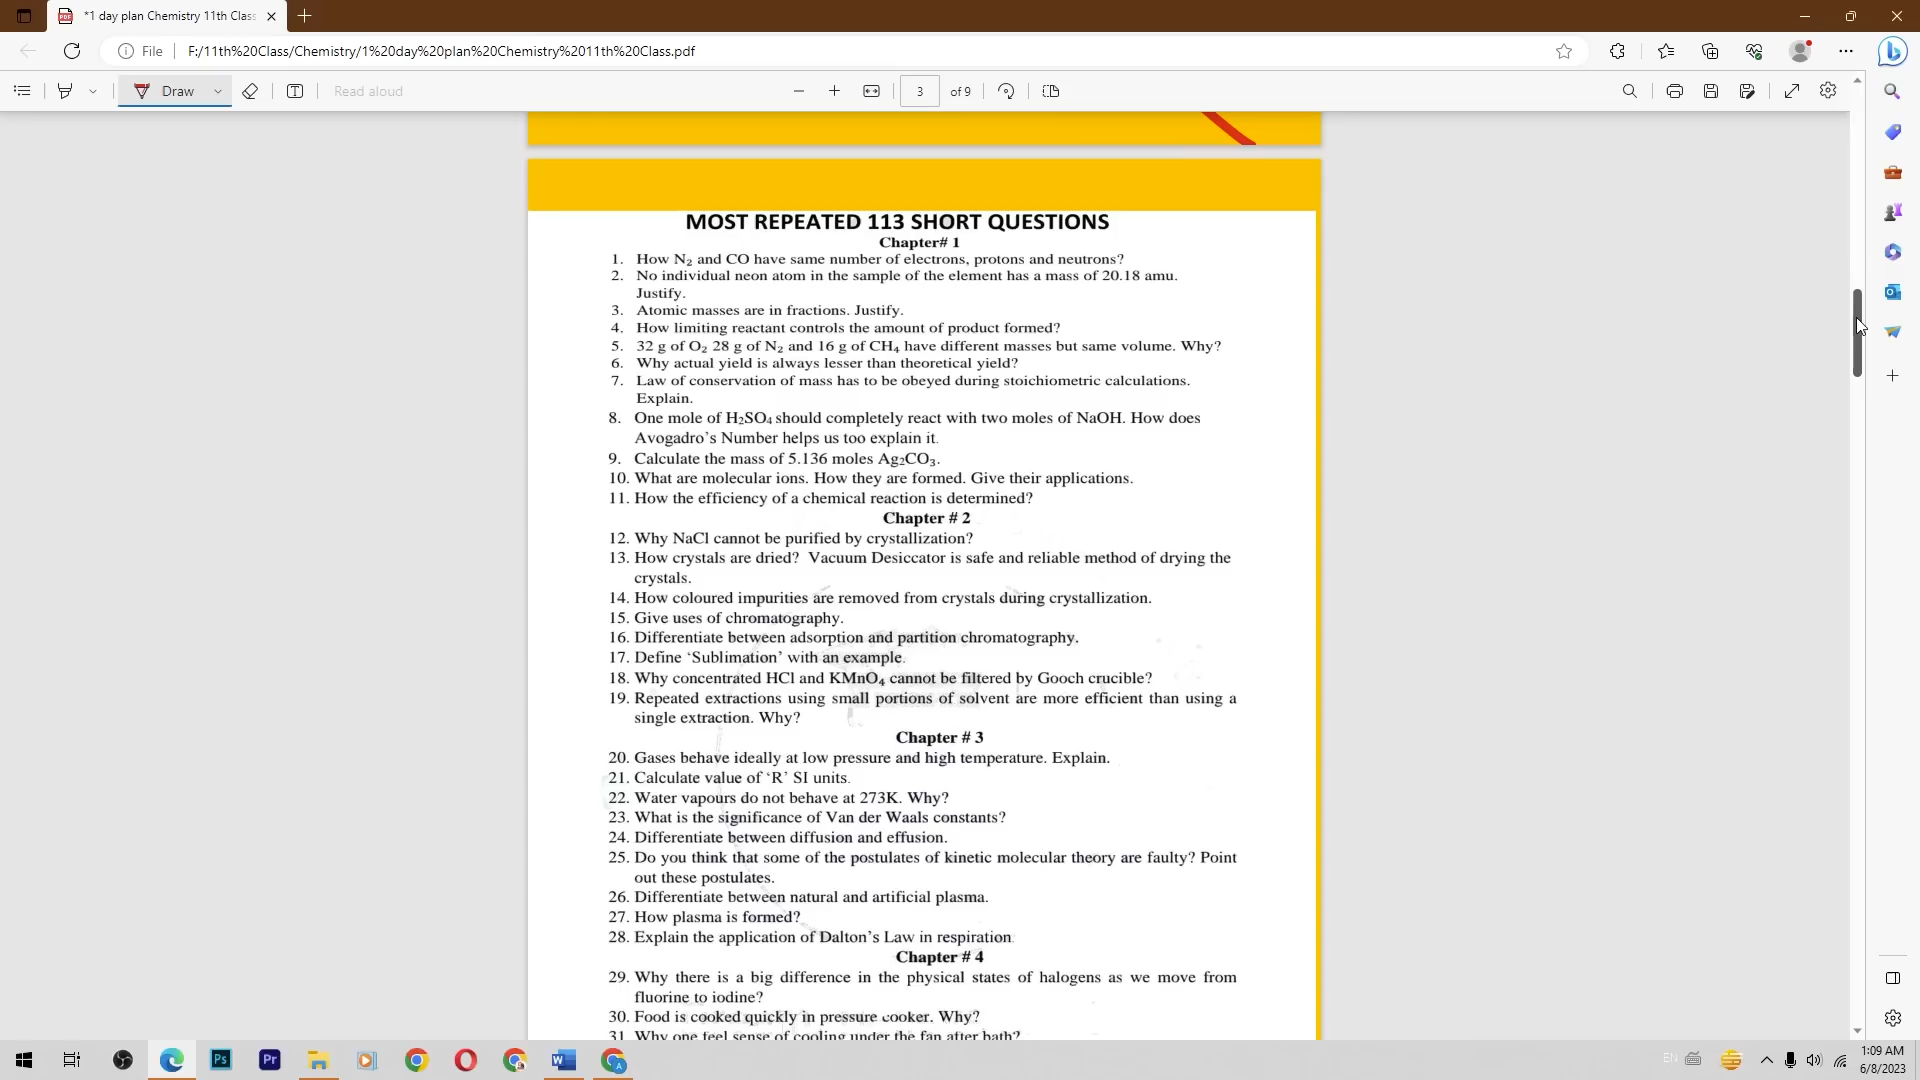 *1 day plan Chemistry 11th Class
File
F:/11th%20Class/Chemistry/1%20day%20plan%20Chemistry%2011th%20Class.pdf
Draw
Read aloud
3
of 9
MOST REPEATED 113 SHORT QUESTIONS
Chapter# 1
1. How N₂ and CO have same number of electrons, protons and neutrons?
2. No individual neon atom in the sample of the element has a mass of 20.18 amu.
Justify.
3. Atomic masses are in fractions. Justify.
4. How limiting reactant controls the amount of product formed?
5. 32 g of O₂ 28 g of N₂ and 16 g of CH₄ have different masses but same volume. Why?
6. Why actual yield is always lesser than theoretical yield?
7. Law of conservation of mass has to be obeyed during stoichiometric calculations.
Explain.
8. One mole of H₂SO₄ should completely react with two moles of NaOH. How does
Avogadro's Number helps us too explain it.
9. Calculate the mass of 5.136 moles Ag₂CO₃.
10. What are molecular ions. How they are formed. Give their applications.
11. How the efficiency of a chemical reaction is determined?
Chapter # 2
12. Why NaCl cannot be purified by crystallization?
13. How crystals are dried? Vacuum Desiccator is safe and reliable method of drying the
crystals.
14. How coloured impurities are removed from crystals during crystallization.
15. Give uses of chromatography.
16. Differentiate between adsorption and partition chromatography.
17. Define 'Sublimation' with an example.
18. Why concentrated HCl and KMnO₄ cannot be filtered by Gooch crucible?
19. Repeated extractions using small portions of solvent are more efficient than using a
single extraction. Why?
Chapter # 3
20. Gases behave ideally at low pressure and high temperature. Explain.
21. Calculate value of 'R' SI units.
22. Water vapours do not behave at 273K. Why?
23. What is the significance of Van der Waals constants?
24. Differentiate between diffusion and effusion.
25. Do you think that some of the postulates of kinetic molecular theory are faulty? Point
out these postulates.
26. Differentiate between natural and artificial plasma.
27. How plasma is formed?
28. Explain the application of Dalton's Law in respiration
Chapter # 4
29. Why there is a big difference in the physical states of halogens as we move from
fluorine to iodine?
30. Food is cooked quickly in pressure cooker. Why?
31. Why one feel sense of cooling under the fan after bath?
EN
1:09 AM
6/8/2023